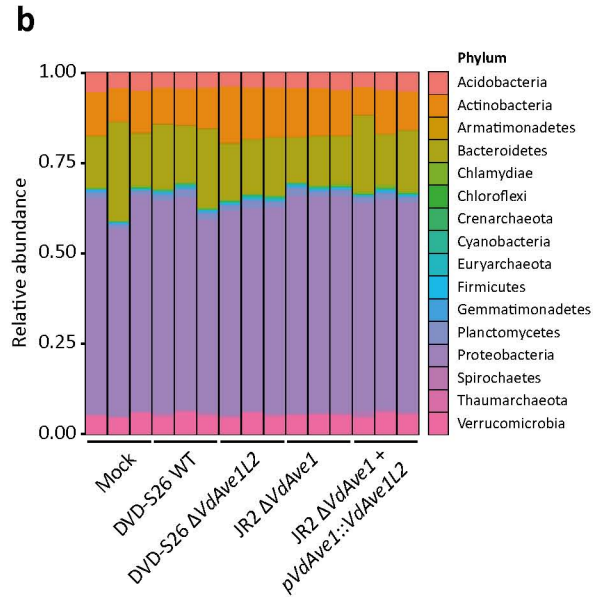 b
1.00
0.75
0.50
0.25
0.00
Relative abundance
Phylum
Acidobacteria
Actinobacteria
Armatimonadetes
Bacteroidetes
Chlamydiae
Chloroflexi
Crenarchaeota
Cyanobacteria
Euryarchaeota
Firmicutes
Gemmatimonadetes
Planctomycetes
Proteobacteria
Spirochaetes
Thaumarchaeota
Verrucomicrobia
Mock
DVD-S26 WT
DVD-S26 ΔVdAve1L2
JR2 ΔVdAve1
JR2 ΔVdAve1 +
pVdAve1::VdAve1L2